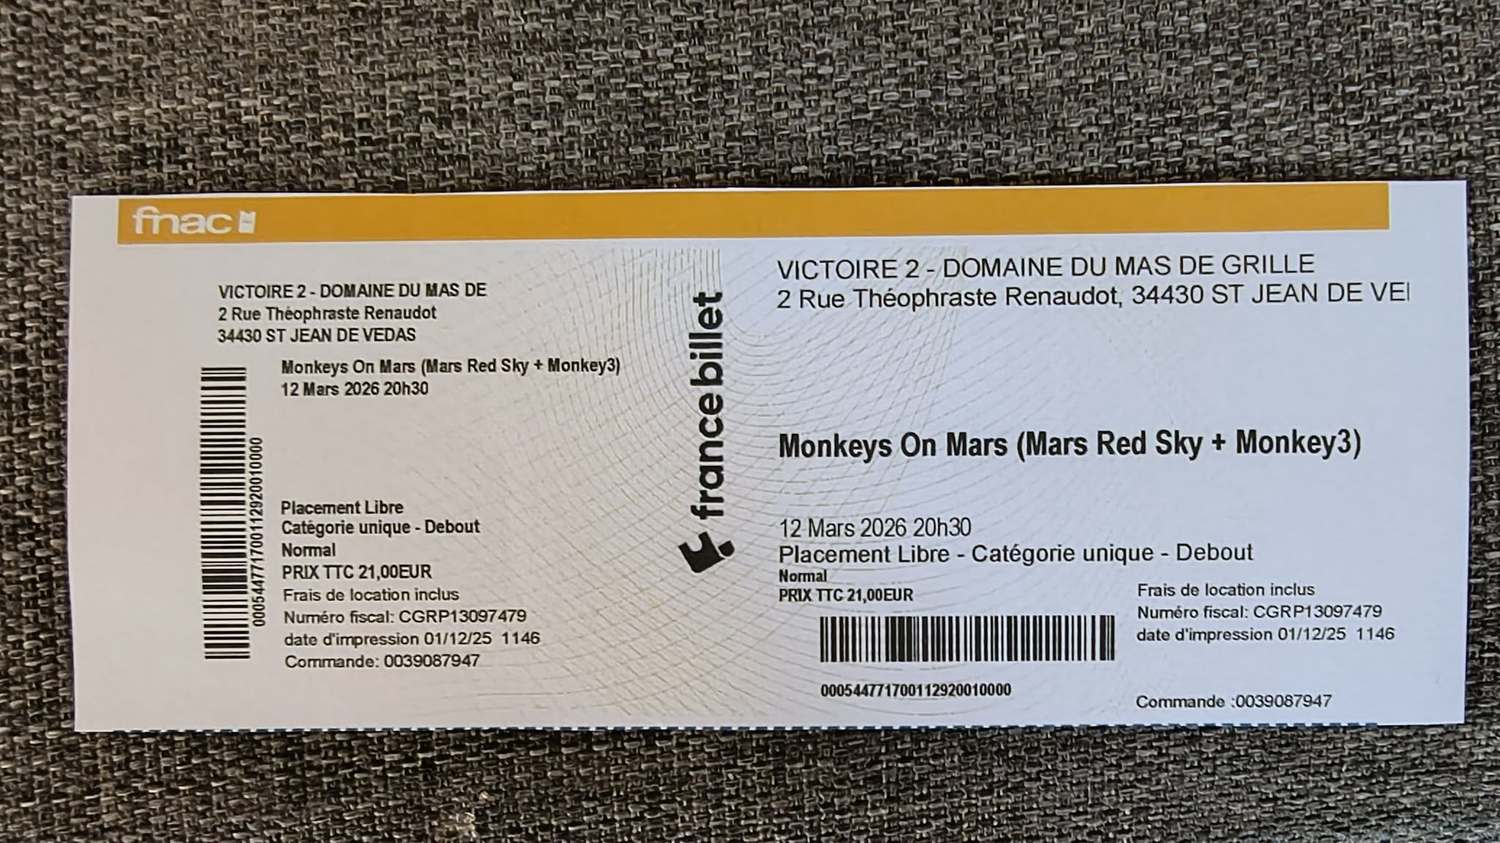 fnac
VICTOIRE 2 - DOMAINE DU MAS DE
2 Rue Théophraste Renaudot
34430 ST JEAN DE VEDAS
Monkeys On Mars (Mars Red Sky + Monkey3)
12 Mars 2026 20h30
000544771700112920010000
Placement Libre
Catégorie unique - Debout
Normal
PRIX TTC 21,00EUR
Frais de location inclus
Numéro fiscal: CGRP13097479
date d'impression 01/12/25 1146
Commande: 0039087947
francebillet
VICTOIRE 2 - DOMAINE DU MAS DE GRILLE
2 Rue Théophraste Renaudot, 34430 ST JEAN DE VE
Monkeys On Mars (Mars Red Sky + Monkey3)
12 Mars 2026 20h30
Placement Libre - Catégorie unique - Debout
Normal
PRIX TTC 21,00EUR
000544771700112920010000
Frais de location inclus
Numéro fiscal: CGRP13097479
date d'impression 01/12/25 1146
Commande :0039087947